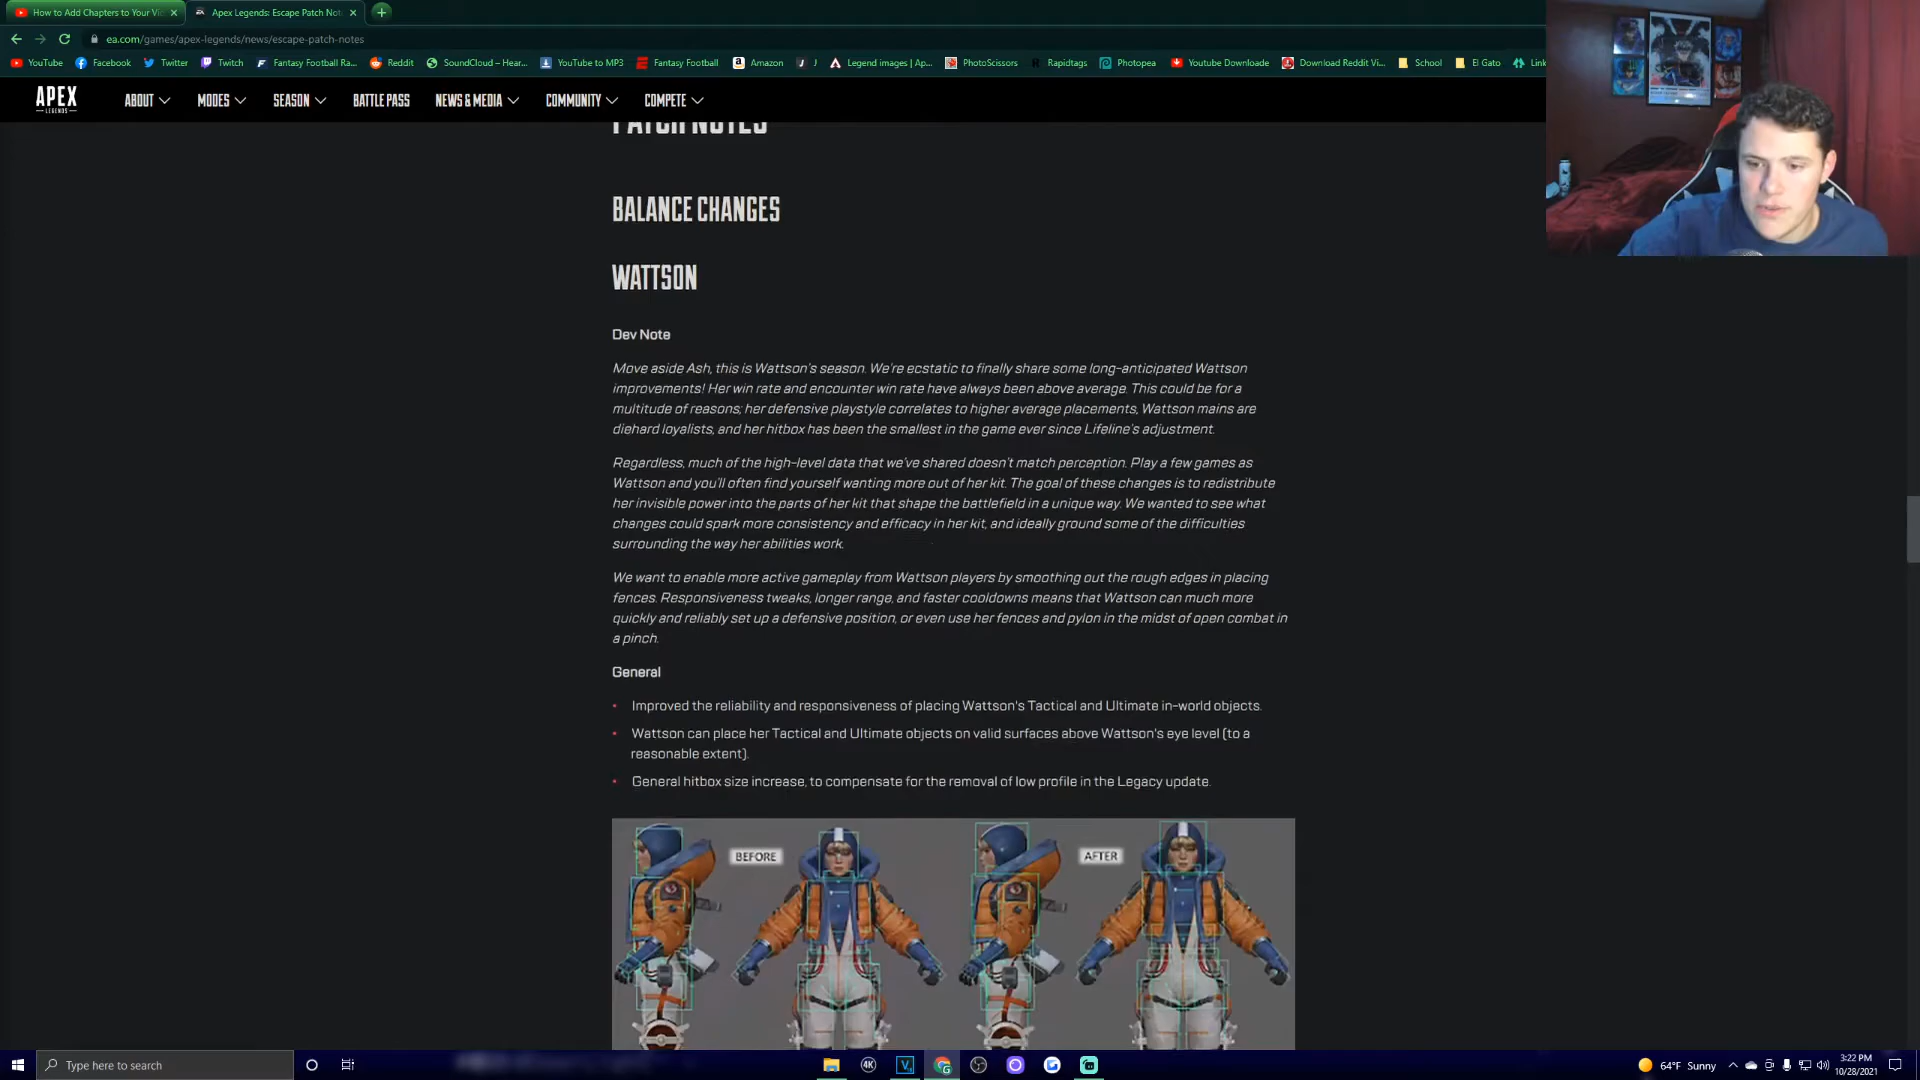 How to Add Chapters to Your Vi
Apex Legends: Escape Patch Not
ea.com/games/apex-legends/news/escape-patch-notes
YouTube Facebook Twitter Twitch Fantasy Football Ra... Reddit SoundCloud – Hear... YouTube to MP3 Fantasy Football Amazon J Legend images | Ap... PhotoScissors Rapidtags Photopea Youtube Downloade Download Reddit Vi... School El Gato Link
APEX
LEGENDS
ABOUT MODES SEASON BATTLE PASS NEWS & MEDIA COMMUNITY COMPETE
PATCH NOTES
BALANCE CHANGES
WATTSON
Dev Note
Move aside Ash, this is Wattson's season. We're ecstatic to finally share some long-anticipated Wattson
improvements! Her win rate and encounter win rate have always been above average. This could be for a
multitude of reasons; her defensive playstyle correlates to higher average placements, Wattson mains are
diehard loyalists, and her hitbox has been the smallest in the game ever since Lifeline's adjustment.
Regardless, much of the high-level data that we've shared doesn't match perception. Play a few games as
Wattson and you'll often find yourself wanting more out of her kit. The goal of these changes is to redistribute
her invisible power into the parts of her kit that shape the battlefield in a unique way. We wanted to see what
changes could spark more consistency and efficacy in her kit, and ideally ground some of the difficulties
surrounding the way her abilities work.
We want to enable more active gameplay from Wattson players by smoothing out the rough edges in placing
fences. Responsiveness tweaks, longer range, and faster cooldowns means that Wattson can much more
quickly and reliably set up a defensive position, or even use her fences and pylon in the midst of open combat in
a pinch.
General
• Improved the reliability and responsiveness of placing Wattson's Tactical and Ultimate in-world objects.
• Wattson can place her Tactical and Ultimate objects on valid surfaces above Wattson's eye level (to a
reasonable extent).
• General hitbox size increase, to compensate for the removal of low profile in the Legacy update.
BEFORE AFTER
Type here to search
4K
64°F Sunny
3:22 PM
10/28/2021